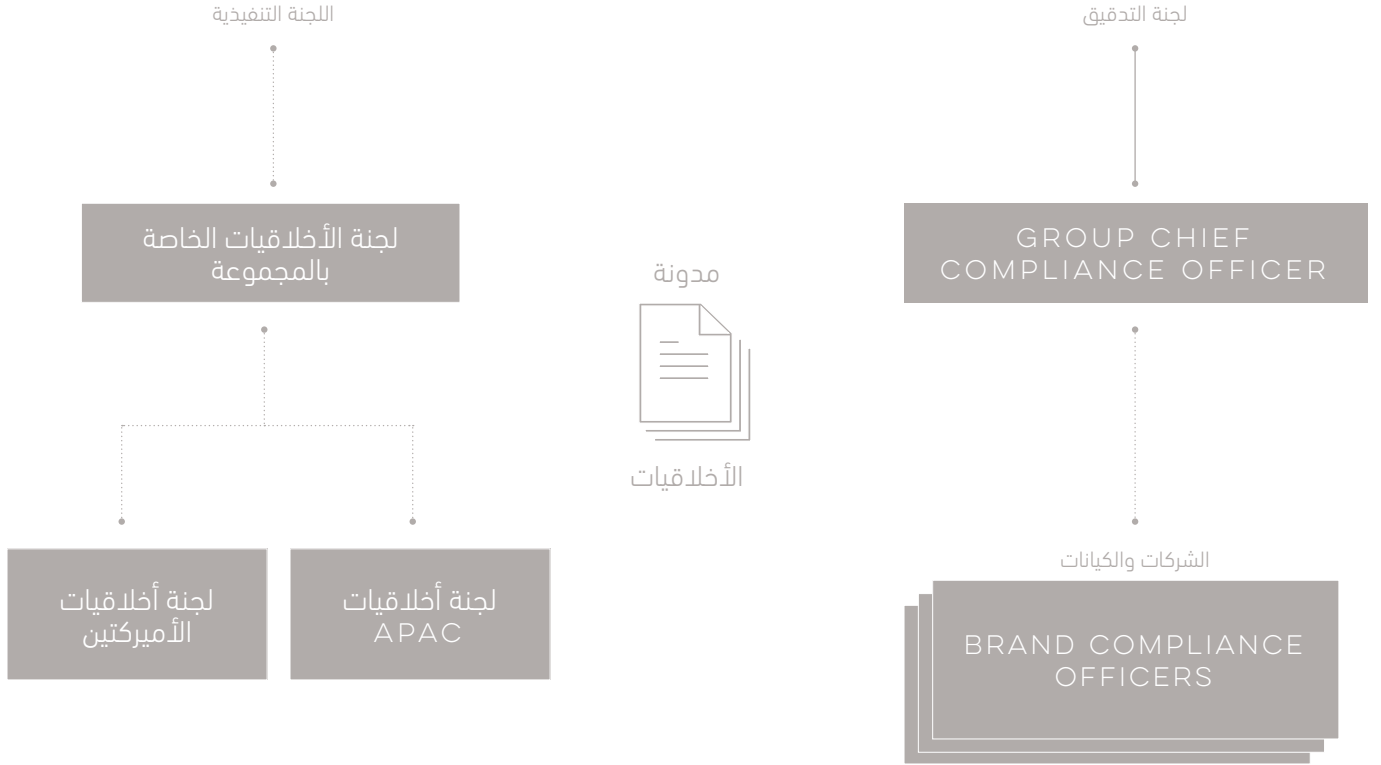 لجنة التدقيق
GROUP CHIEF
COMPLIANCE OFFICER
الشركات والكيانات
BRAND COMPLIANCE
OFFICERS
مدونة
الأخلاقيات
اللجنة التنفيذية
لجنة الأخلاقيات الخاصة
بالمجموعة
لجنة أخلاقيات
APAC
لجنة أخلاقيات
الأميركتين